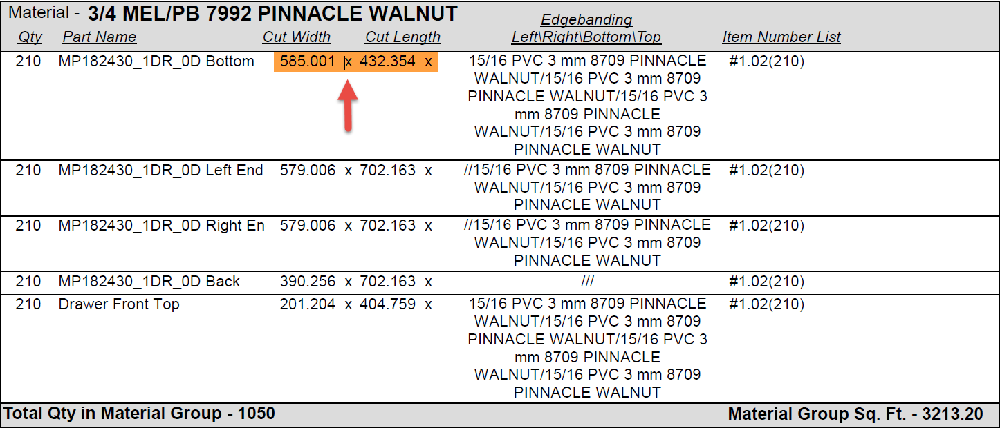 Material - 3/4 MEL/PB 7992 PINNACLE WALNUT
Edgebanding
Qty Part Name Cut Width Cut Length Left\Right\Bottom\Top Item Number List
210 MP182430_1DR_0D Bottom 585.001 x 432.354 x 15/16 PVC 3 mm 8709 PINNACLE #1.02(210)
WALNUT/15/16 PVC 3 mm 8709
PINNACLE WALNUT/15/16 PVC 3
mm 8709 PINNACLE
WALNUT/15/16 PVC 3 mm 8709
PINNACLE WALNUT
210 MP182430_1DR_0D Left End 579.006 x 702.163 x //15/16 PVC 3 mm 8709 PINNACLE #1.02(210)
WALNUT/15/16 PVC 3 mm 8709
PINNACLE WALNUT
210 MP182430_1DR_0D Right En 579.006 x 702.163 x //15/16 PVC 3 mm 8709 PINNACLE #1.02(210)
WALNUT/15/16 PVC 3 mm 8709
PINNACLE WALNUT
210 MP182430_1DR_0D Back 390.256 x 702.163 x /// #1.02(210)
210 Drawer Front Top 201.204 x 404.759 x 15/16 PVC 3 mm 8709 PINNACLE #1.02(210)
WALNUT/15/16 PVC 3 mm 8709
PINNACLE WALNUT/15/16 PVC 3
mm 8709 PINNACLE
WALNUT/15/16 PVC 3 mm 8709
PINNACLE WALNUT
Total Qty in Material Group - 1050 Material Group Sq. Ft. - 3213.20